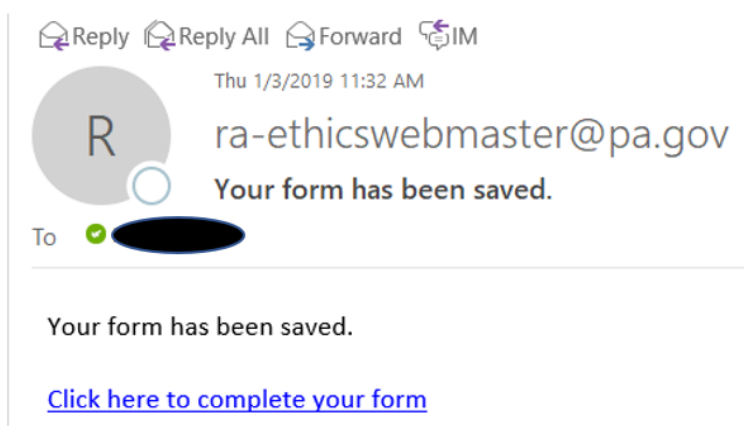 Reply Reply All Forward IM
Thu 1/3/2019 11:32 AM
R
ra-ethicswebmaster@pa.gov
Your form has been saved.
To
Your form has been saved.
Click here to complete your form